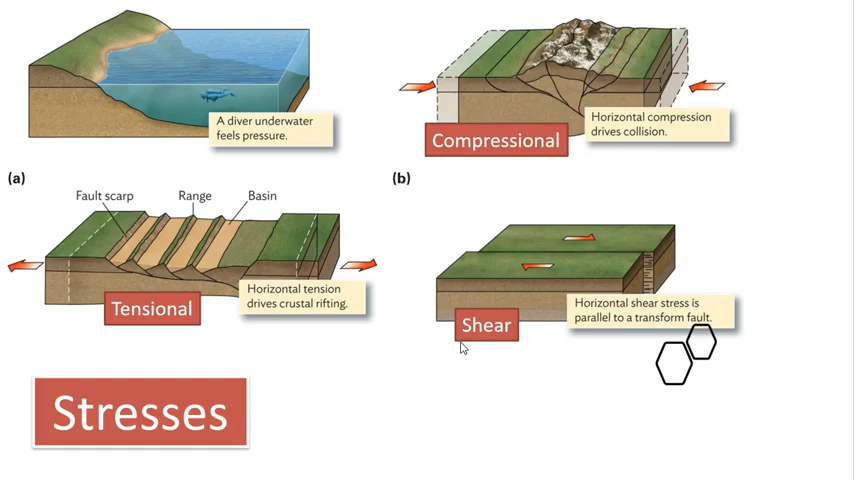 A diver underwater
feels pressure.
Horizontal compression
drives collision.
Compressional
(a)
(b)
Fault scarp
Range
Basin
Horizontal tension
drives crustal rifting.
Tensional
Horizontal shear stress is
parallel to a transform fault.
Shear
Stresses